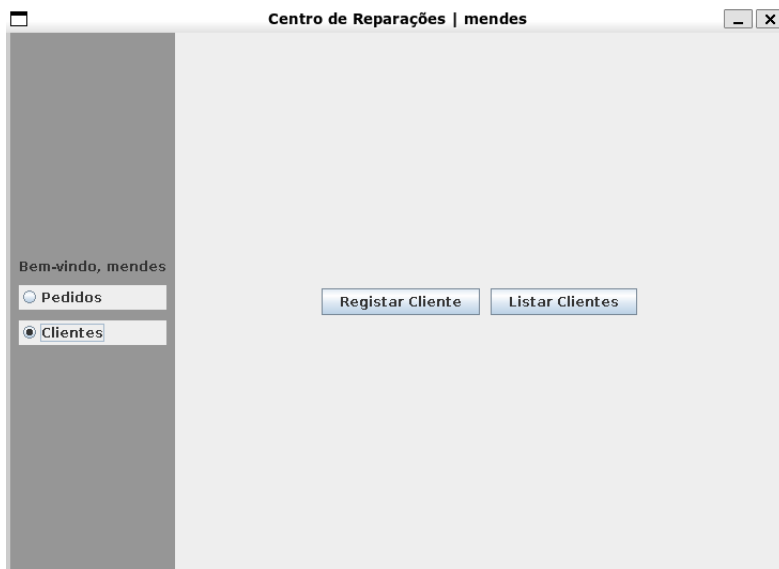 Centro de Reparações | mendes
Bem-vindo, mendes
Pedidos
Clientes
Registar Cliente
Listar Clientes